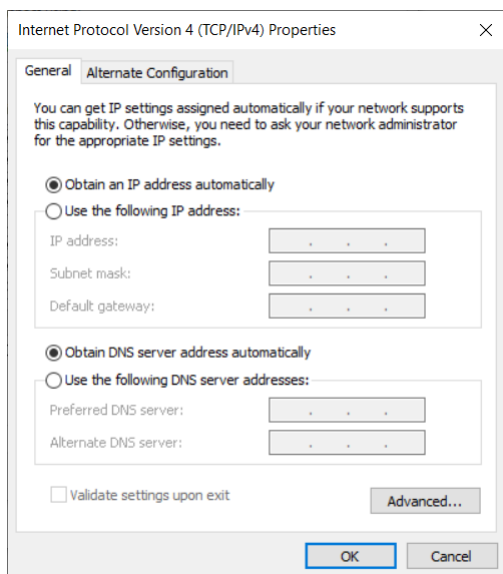 Internet Protocol Version 4 (TCP/IPv4) Properties
General
Alternate Configuration
You can get IP settings assigned automatically if your network supports
this capability. Otherwise, you need to ask your network administrator
for the appropriate IP settings.
Obtain an IP address automatically
Use the following IP address:
IP address:
Subnet mask:
Default gateway:
Obtain DNS server address automatically
Use the following DNS server addresses:
Preferred DNS server:
Alternate DNS server:
Validate settings upon exit
Advanced...
OK
Cancel